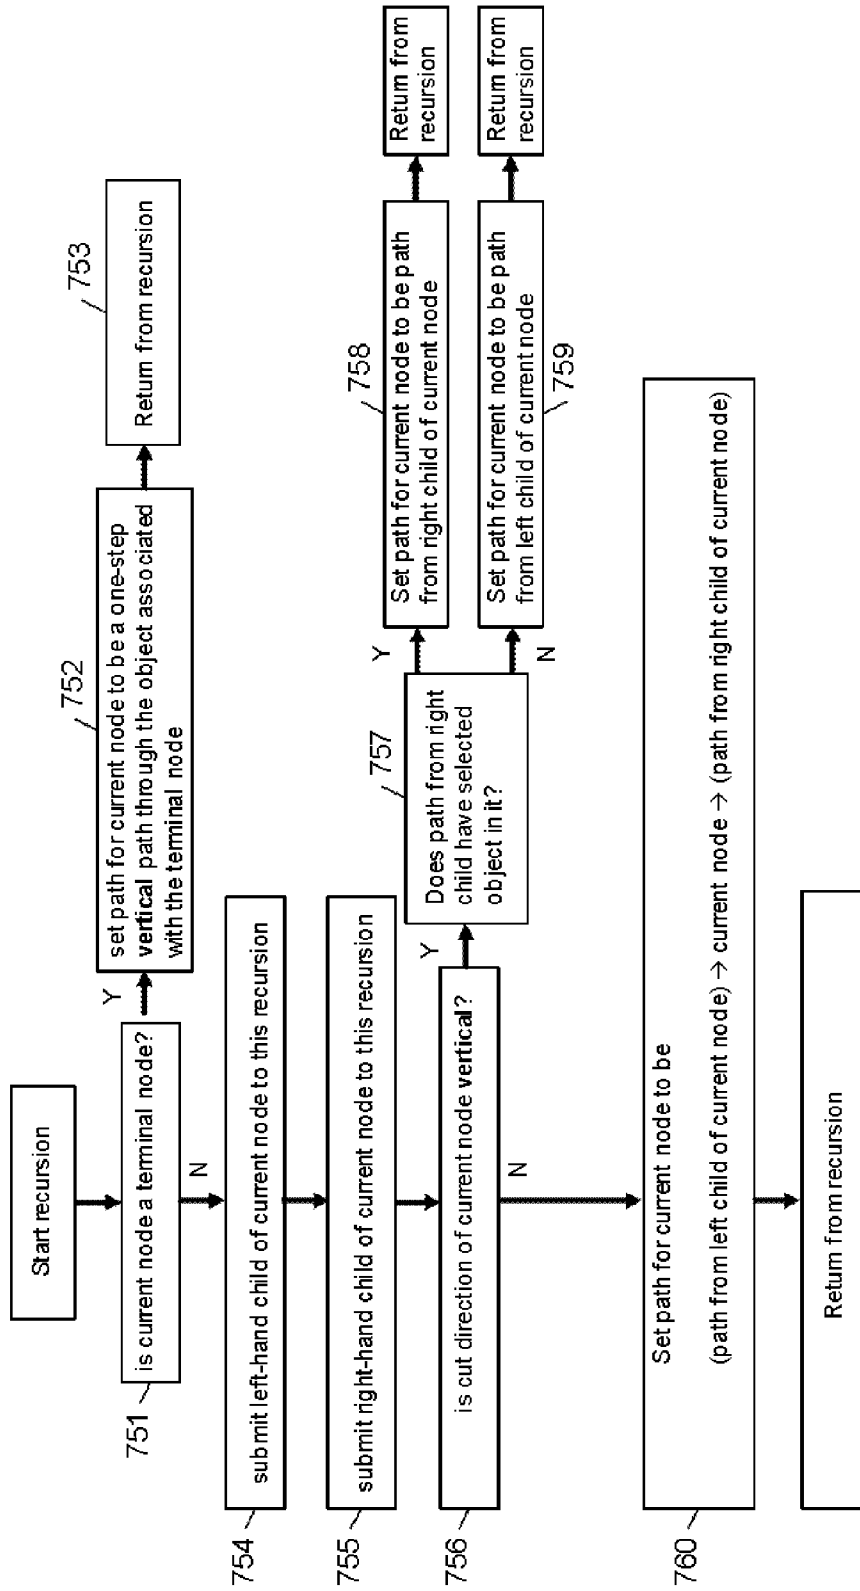 Start recursion
751
is current node a terminal node?
Y
752
set path for current node to be a one-step
vertical path through the object associated
with the terminal node
753
Return from recursion
N
754
submit left-hand child of current node to this recursion
755
submit right-hand child of current node to this recursion
756
is cut direction of current node vertical?
Y
757
Does path from right
child have selected
object in it?
Y
758
Set path for current node to be path
from right child of current node
Return from
recursion
N
759
Set path for current node to be path
from left child of current node
Return from
recursion
N
760
Set path for current node to be
(path from left child of current node) → current node → (path from right child of current node)
Return from recursion